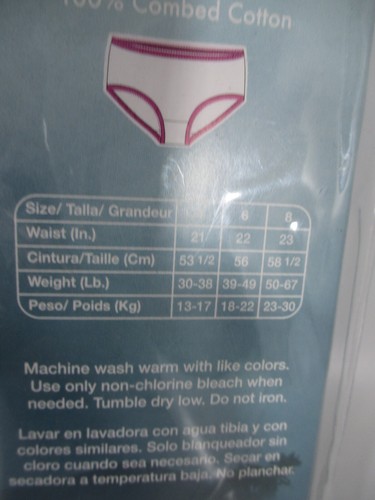 100% Combed Cotton
Size/ Talla/ Grandeur 6 8
Waist (In.) 21 22 23
Cintura/Taille (Cm) 53 1/2 56 58 1/2
Weight (Lb.) 30-38 39-49 50-67
Peso/ Poids (Kg) 13-17 18-22 23-30
Machine wash warm with like colors.
Use only non-chlorine bleach when
needed. Tumble dry low. Do not iron.
Lavar en lavadora con agua tibia y con
colores similares. Solo blanqueador sin
cloro cuando sea necesario. Secar en
secadora a temperatura baja. No planchar.